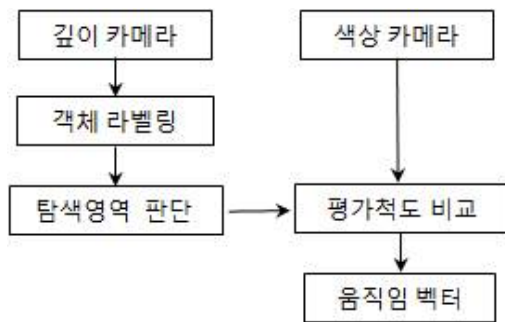 깊이 카메라
색상 카메라
객체 라벨링
탐색영역 판단
평가척도 비교
움직임 벡터